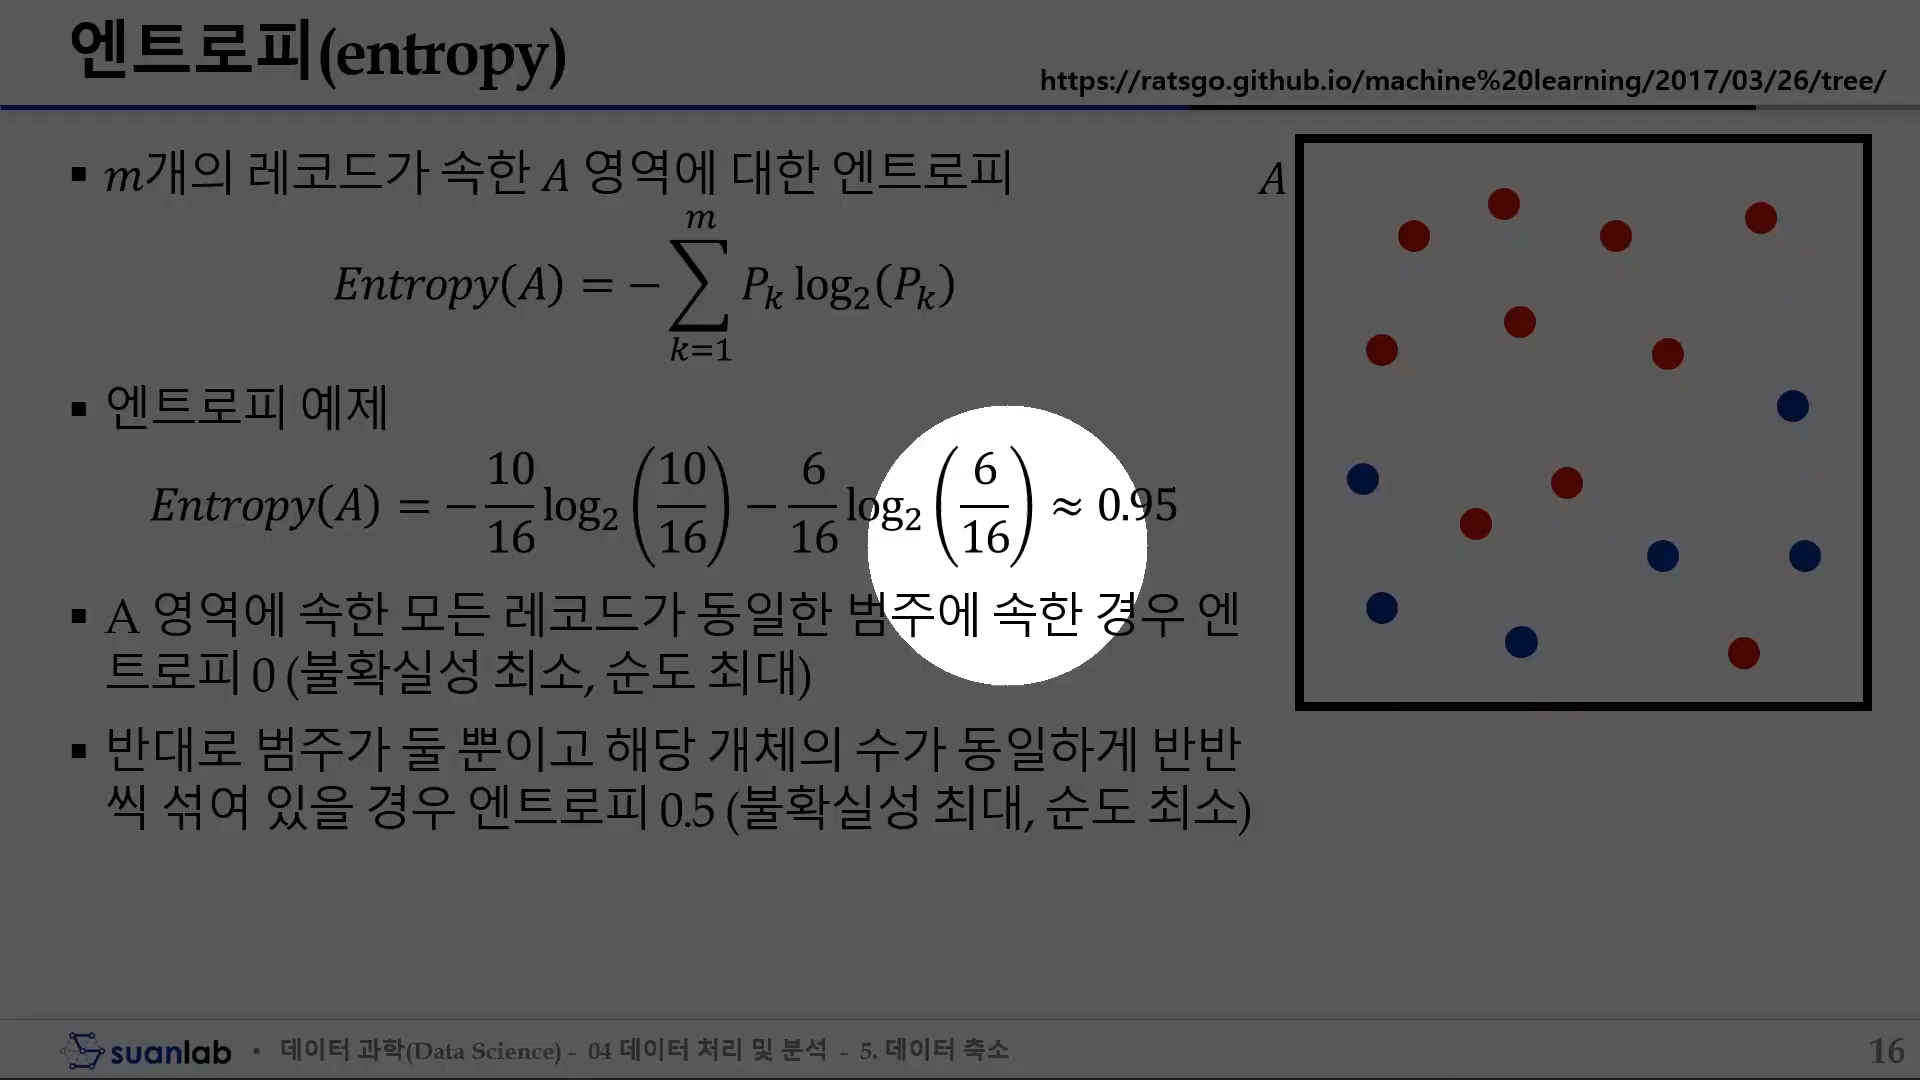 엔트로피(entropy)
https://ratsgo.github.io/machine%20learning/2017/03/26/tree/
▪ m개의 레코드가 속한 A 영역에 대한 엔트로피
A
Entropy(A) = − ∑_{k=1}^{m} P_k log₂(P_k)
▪ 엔트로피 예제
Entropy(A) = − 10/16 log₂ (10/16) − 6/16 log₂ (6/16) ≈ 0.95
▪ A 영역에 속한 모든 레코드가 동일한 범주에 속한 경우 엔
트로피 0 (불확실성 최소, 순도 최대)
▪ 반대로 범주가 둘 뿐이고 해당 개체의 수가 동일하게 반반
씩 섞여 있을 경우 엔트로피 0.5 (불확실성 최대, 순도 최소)
suanlab • 데이터 과학(Data Science) - 04 데이터 처리 및 분석 - 5. 데이터 축소
16